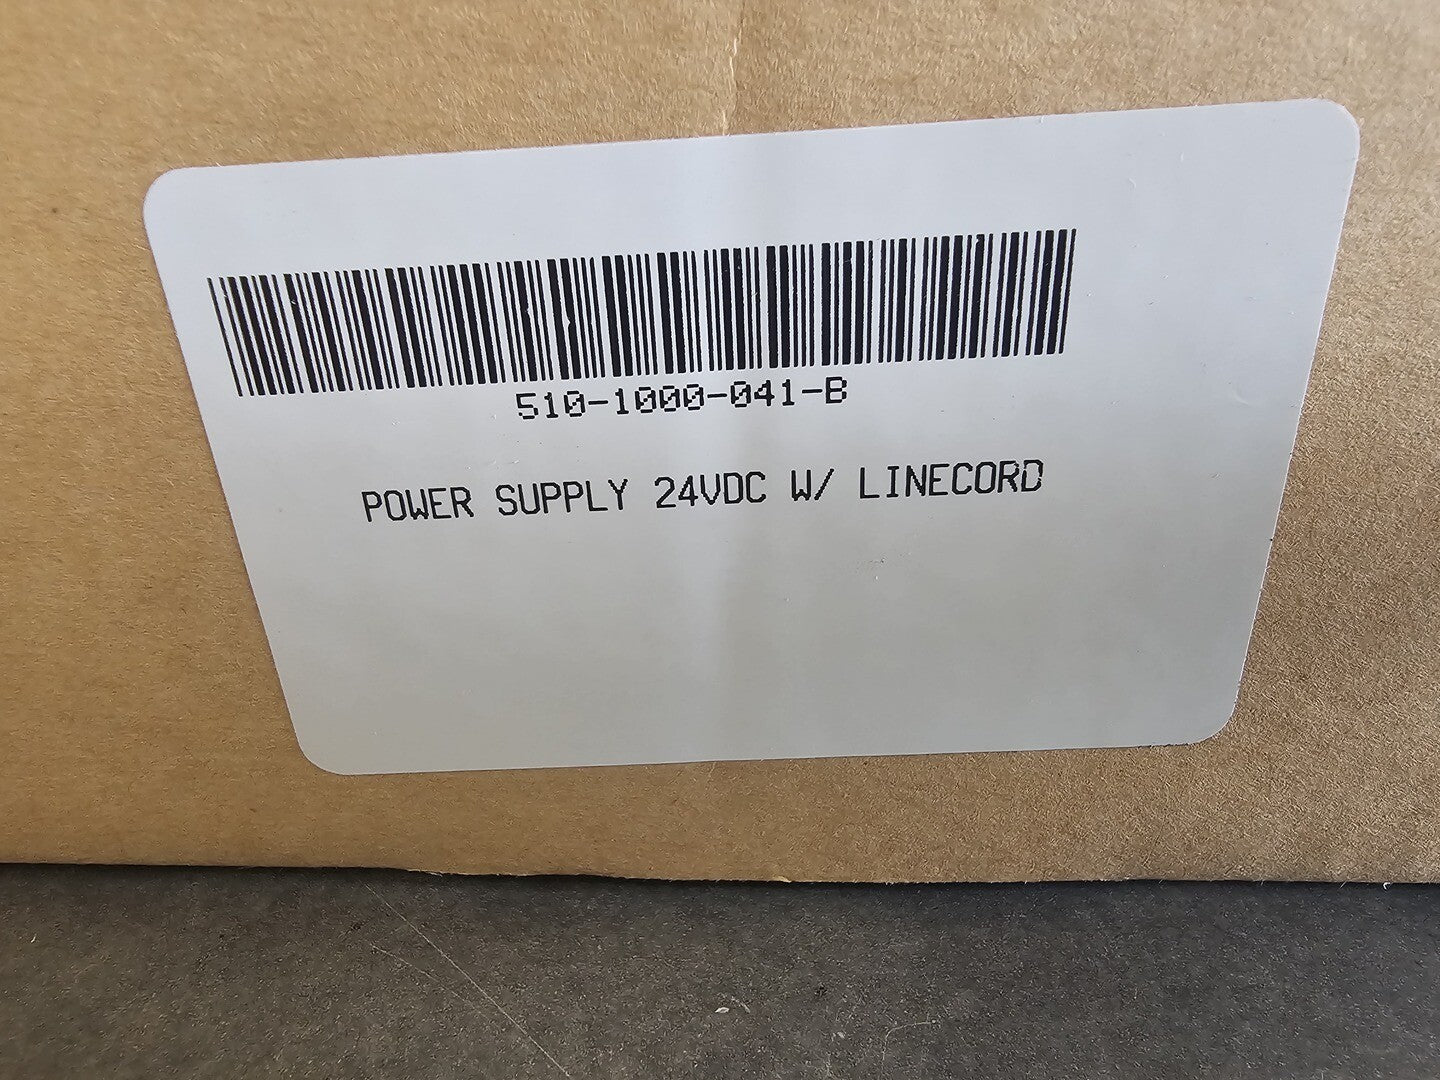 510-1000-041-B
POWER SUPPLY 24VDC W/ LINECORD